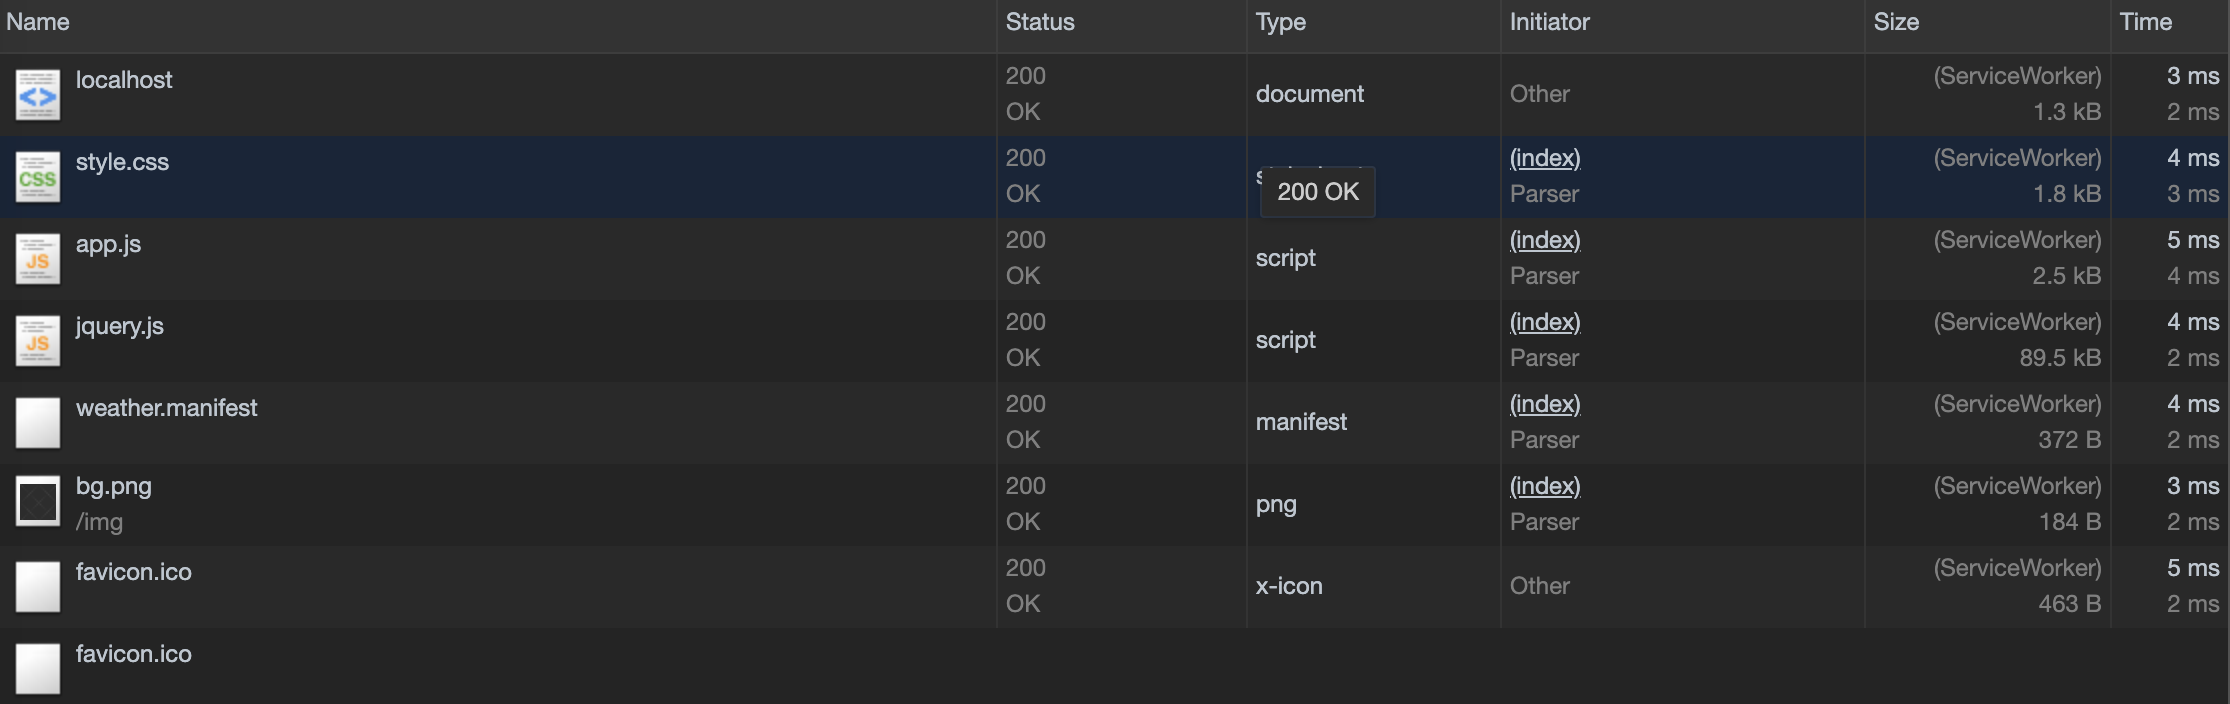 Name Status Type Initiator Size Time
localhost 200 OK document Other (ServiceWorker) 1.3 kB 3 ms 2 ms
style.css 200 OK 200 OK (index) Parser (ServiceWorker) 1.8 kB 4 ms 3 ms
app.js 200 OK script (index) Parser (ServiceWorker) 2.5 kB 5 ms 4 ms
jquery.js 200 OK script (index) Parser (ServiceWorker) 89.5 kB 4 ms 2 ms
weather.manifest 200 OK manifest (index) Parser (ServiceWorker) 372 B 4 ms 2 ms
bg.png /img 200 OK png (index) Parser (ServiceWorker) 184 B 3 ms 2 ms
favicon.ico 200 OK x-icon Other (ServiceWorker) 463 B 5 ms 2 ms
favicon.ico